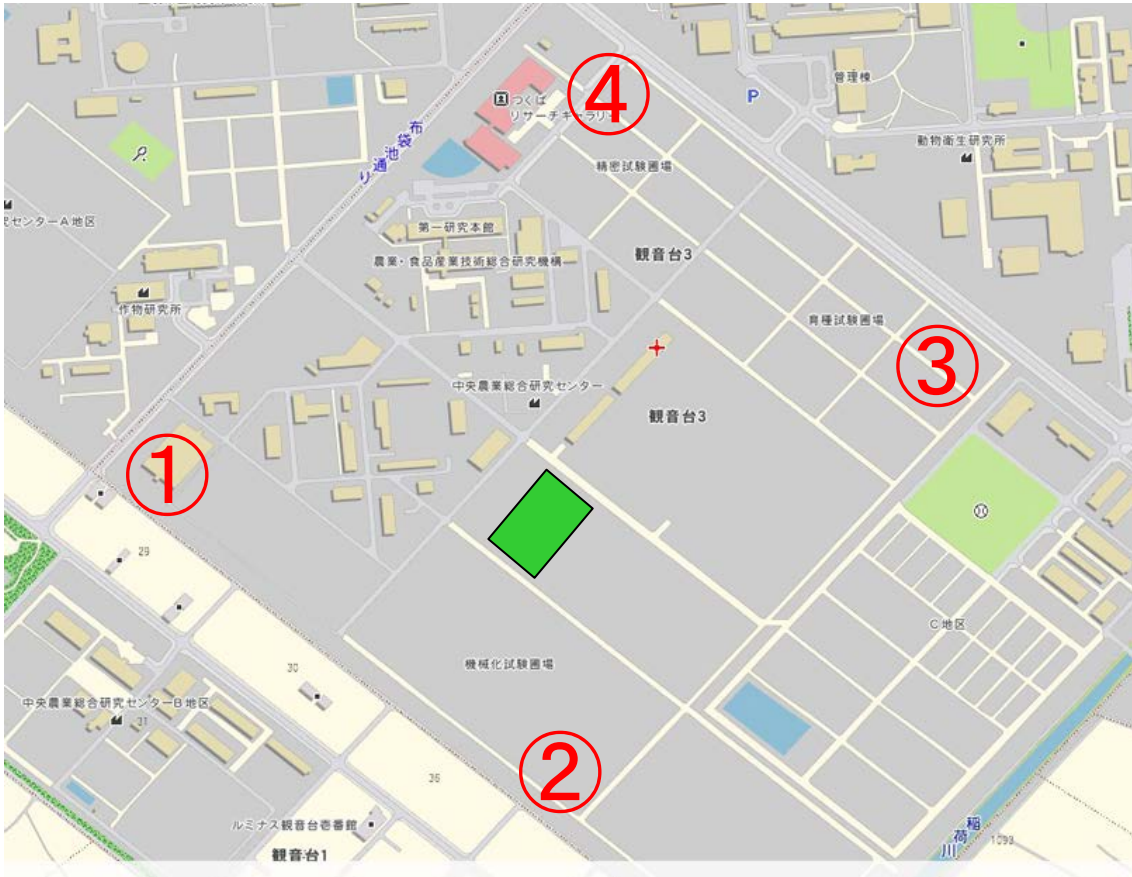 ④
つくば
リサーチギャラリー
布袋池通り
P
管理棟
動物衛生研究所
精密試験圃場
究センターA地区
第一研究本館
観音台3
農業・食品産業技術総合研究機構
作物研究所
育種試験圃場
③
中央農業総合研究センター
観音台3
①
29
C地区
機械化試験圃場
30
中央農業総合研究センターB地区
31
②
36
ルミナス観音台壱番館
観音台1
稲荷川
1093